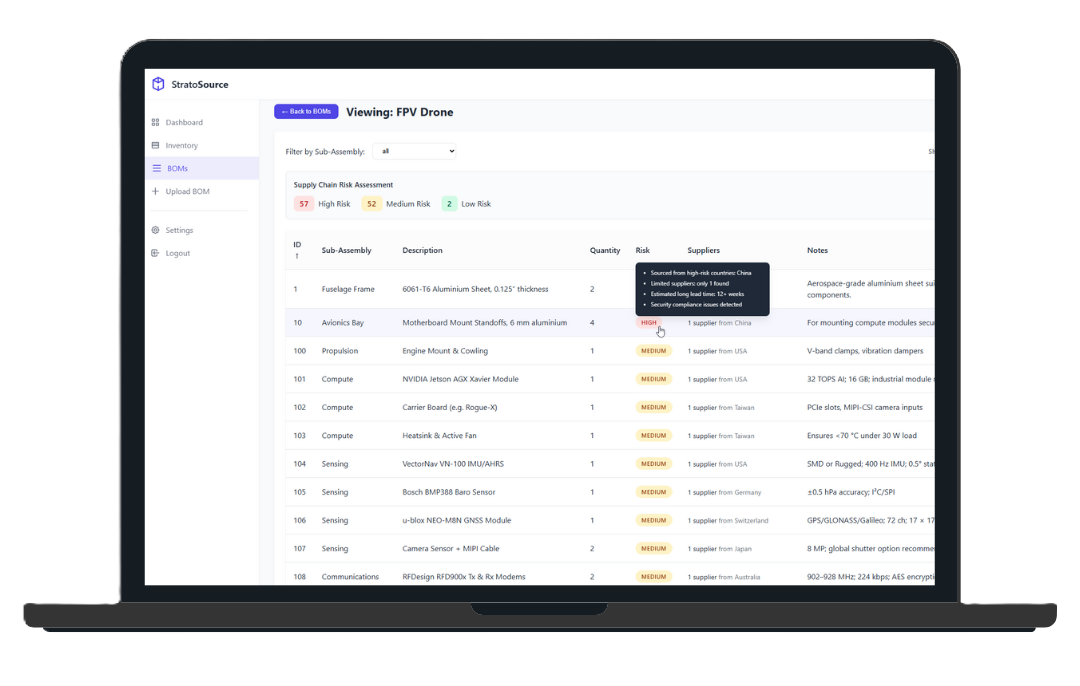 StratoSource
← Back to BOMs
Viewing: FPV Drone
Dashboard
Inventory
BOMs
Upload BOM
Settings
Logout
Filter by Sub-Assembly: all
Supply Chain Risk Assessment
57 High Risk 52 Medium Risk 2 Low Risk
ID ↑ Sub-Assembly Description Quantity Risk Suppliers Notes
• Sourced from high-risk countries: China
• Limited suppliers: only 1 found
• Estimated long lead time: 12+ weeks
• Security compliance issues detected
1 Fuselage Frame 6061-T6 Aluminium Sheet, 0.125" thickness 2 Aerospace-grade aluminium sheet sui
components.
10 Avionics Bay Motherboard Mount Standoffs, 6 mm aluminium 4 HIGH 1 supplier from China For mounting compute modules secu
100 Propulsion Engine Mount & Cowling 1 MEDIUM 1 supplier from USA V-band clamps, vibration dampers
101 Compute NVIDIA Jetson AGX Xavier Module 1 MEDIUM 1 supplier from USA 32 TOPS AI; 16 GB; industrial module
102 Compute Carrier Board (e.g. Rogue-X) 1 MEDIUM 1 supplier from Taiwan PCIe slots, MIPI-CSI camera inputs
103 Compute Heatsink & Active Fan 1 MEDIUM 1 supplier from Taiwan Ensures <70 °C under 30 W load
104 Sensing VectorNav VN-100 IMU/AHRS 1 MEDIUM 1 supplier from USA SMD or Rugged; 400 Hz IMU; 0.5° stat
105 Sensing Bosch BMP388 Baro Sensor 1 MEDIUM 1 supplier from Germany ±0.5 hPa accuracy; I²C/SPI
106 Sensing u-blox NEO-M8N GNSS Module 1 MEDIUM 1 supplier from Switzerland GPS/GLONASS/Galileo; 72 ch; 17 × 17
107 Sensing Camera Sensor + MIPI Cable 2 MEDIUM 1 supplier from Japan 8 MP; global shutter option recomme
108 Communications RFDesign RFD900x Tx & Rx Modems 2 MEDIUM 1 supplier from Australia 902–928 MHz; 224 kbps; AES encrypti